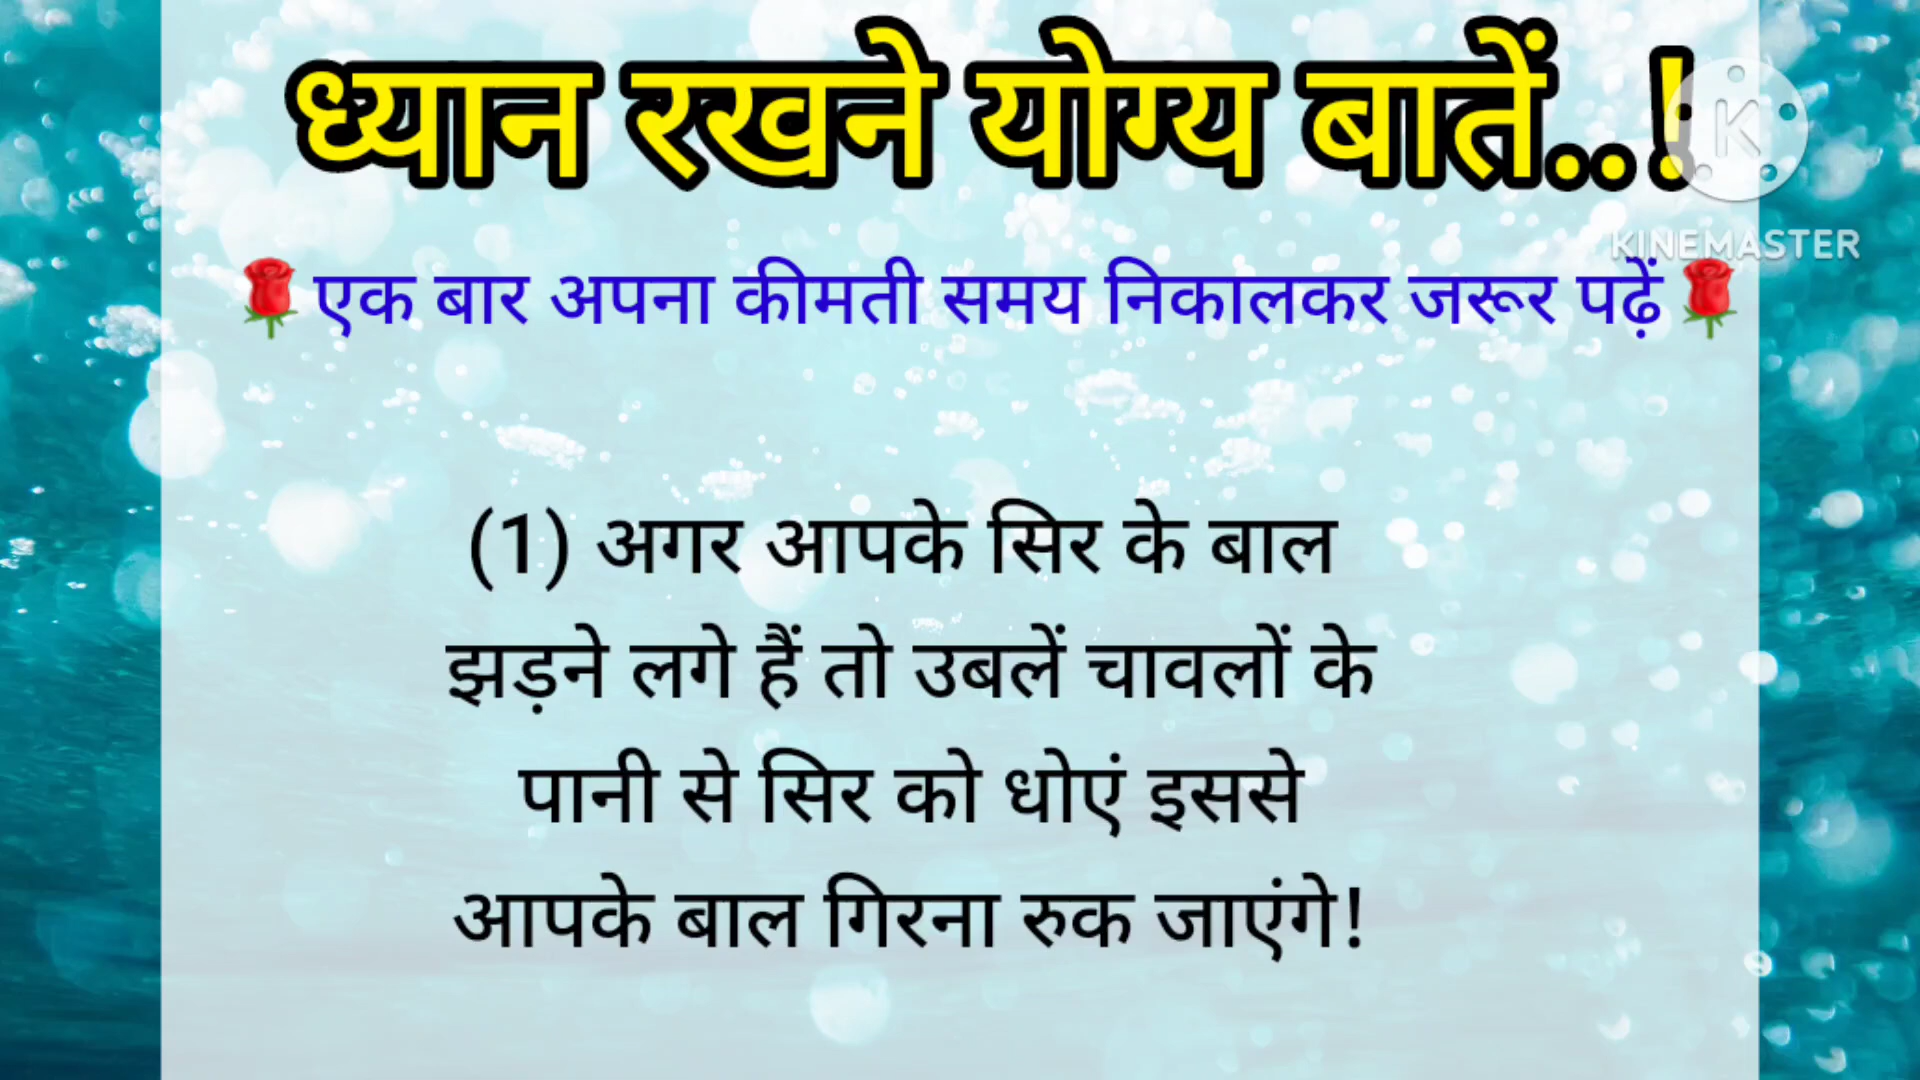 ध्यान रखने योग्य बातें..!
KINEMASTER
🌹एक बार अपना कीमती समय निकालकर जरूर पढ़ें🌹
(1) अगर आपके सिर के बाल
झड़ने लगे हैं तो उबलें चावलों के
पानी से सिर को धोएं इससे
आपके बाल गिरना रुक जाएंगे!